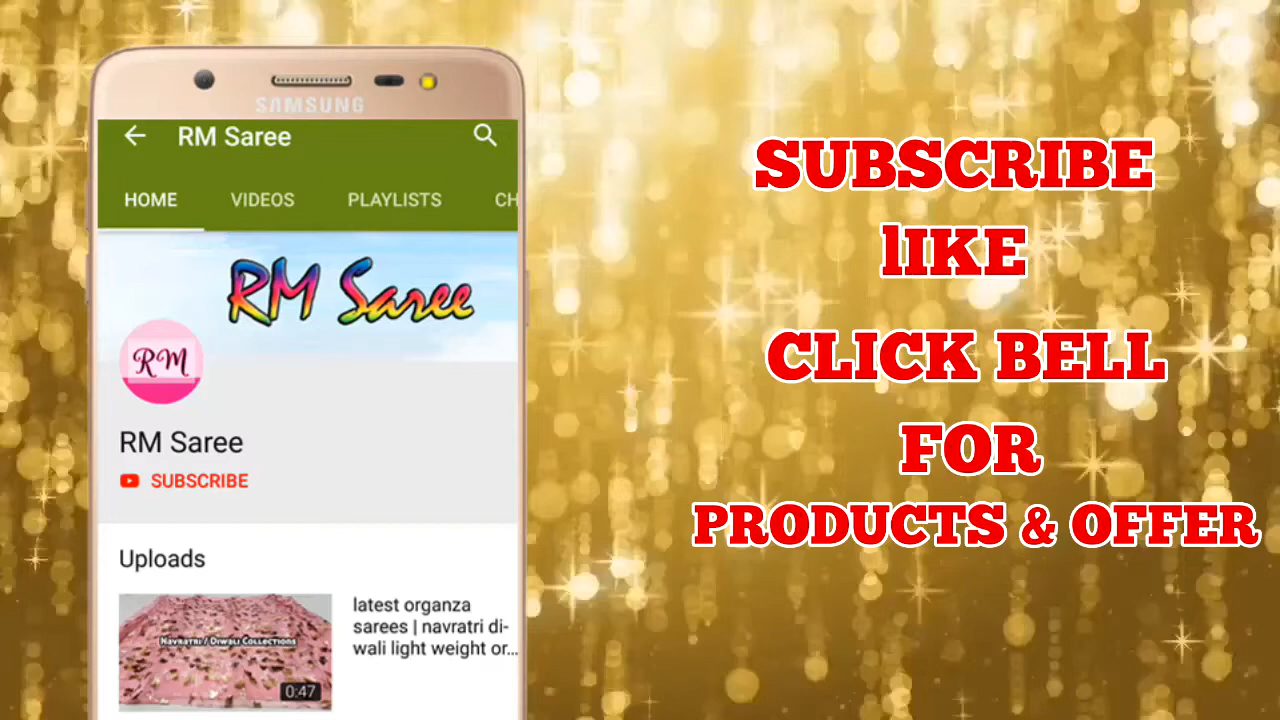 SAMSUNG
RM Saree
HOME VIDEOS PLAYLISTS CH
RM Saree
RM
RM Saree
SUBSCRIBE
Uploads
Navratri / Diwali Collections
0:47
latest organza
sarees | navratri di-
wali light weight or...
SUBSCRIBE
lIKE
CLICK BELL
FOR
PRODUCTS & OFFER